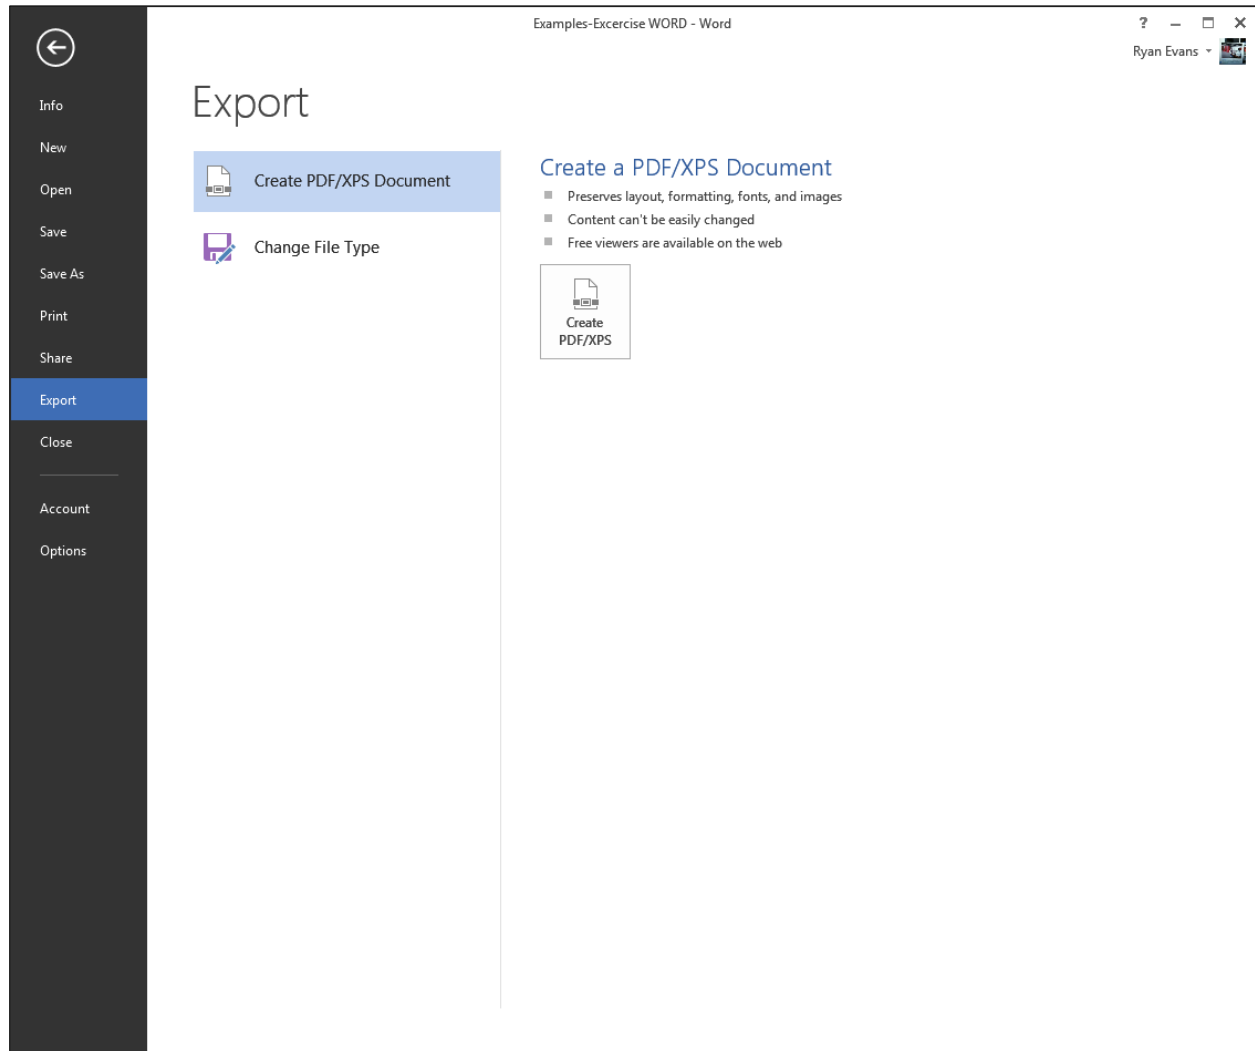 Examples-Excercise WORD - Word
?
Ryan Evans
Info
New
Open
Save
Save As
Print
Share
Export
Close
Account
Options
Export
Create PDF/XPS Document
Change File Type
Create a PDF/XPS Document
Preserves layout, formatting, fonts, and images
Content can't be easily changed
Free viewers are available on the web
Create
PDF/XPS